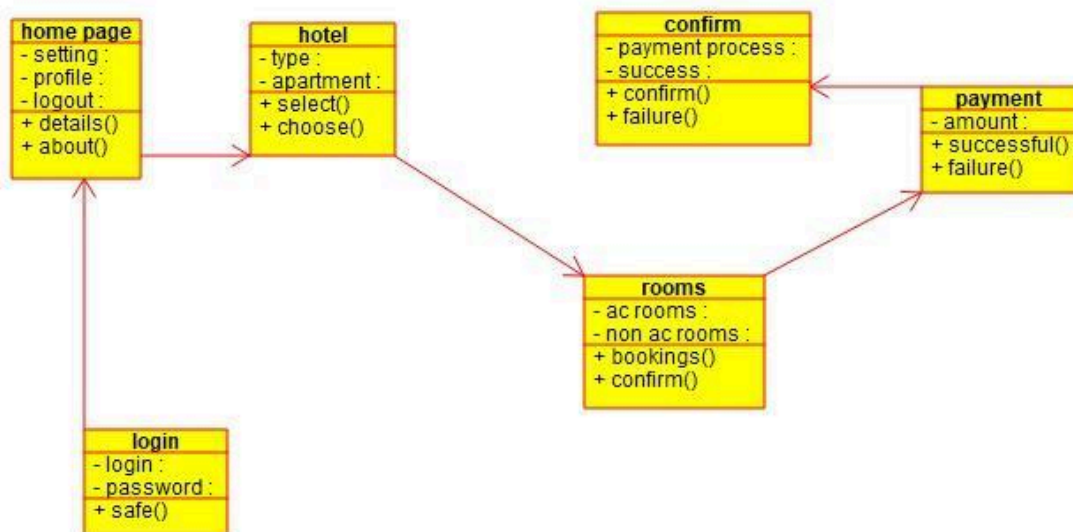 home page
- setting :
- profile :
- logout :
+ details()
+ about()
hotel
- type :
- apartment :
+ select()
+ choose()
confirm
- payment process :
- success :
+ confirm()
+ failure()
payment
- amount :
+ successful()
+ failure()
rooms
- ac rooms :
- non ac rooms :
+ bookings()
+ confirm()
login
- login :
- password :
+ safe()